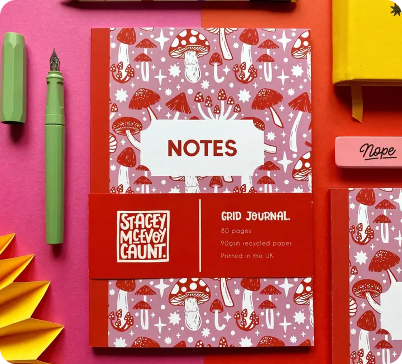 NOTES
STACEY
McEVOY
CAUNT.
GRID JOURNAL.
80 pages
90gsm recycled paper
Printed in the UK
Nope